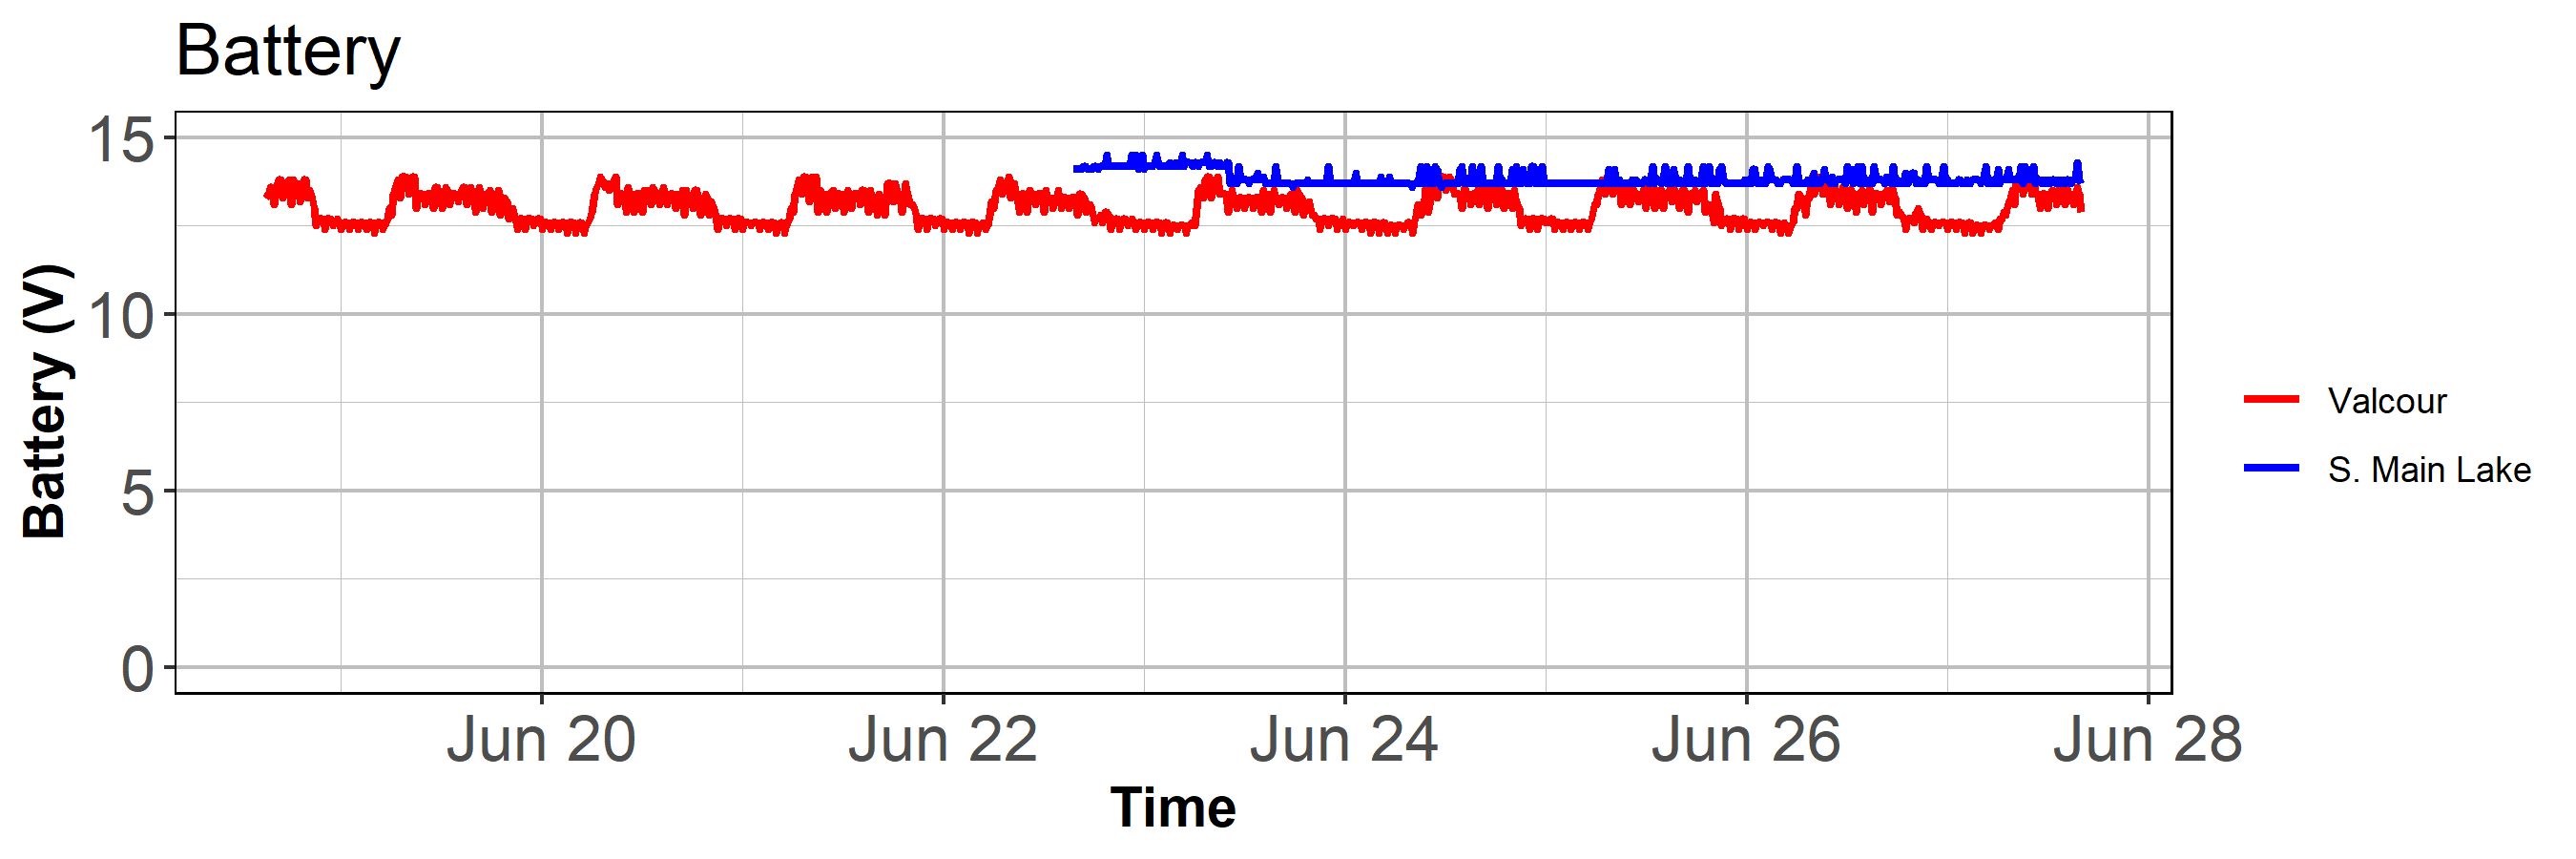 Battery
Battery (V)
15
10
5
0
Jun 20
Jun 22
Jun 24
Jun 26
Jun 28
Time
Valcour
S. Main Lake